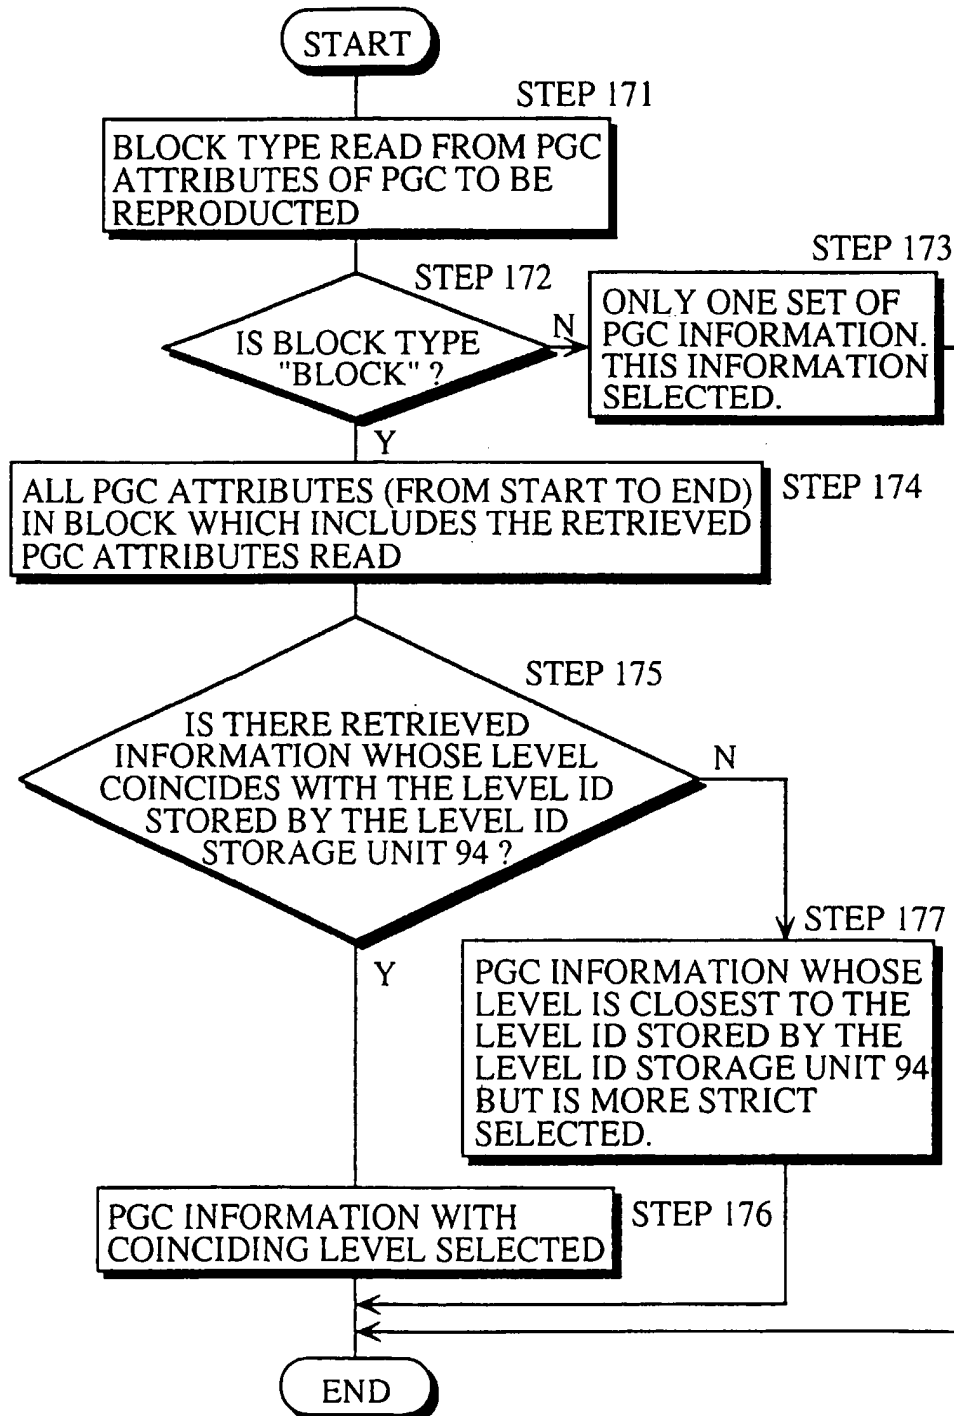 START
STEP 171
BLOCK TYPE READ FROM PGC
ATTRIBUTES OF PGC TO BE
REPRODUCTED
STEP 172
IS BLOCK TYPE
"BLOCK" ?
N
STEP 173
ONLY ONE SET OF
PGC INFORMATION.
THIS INFORMATION
SELECTED.
Y
STEP 174
ALL PGC ATTRIBUTES (FROM START TO END)
IN BLOCK WHICH INCLUDES THE RETRIEVED
PGC ATTRIBUTES READ
STEP 175
IS THERE RETRIEVED
INFORMATION WHOSE LEVEL
COINCIDES WITH THE LEVEL ID
STORED BY THE LEVEL ID
STORAGE UNIT 94 ?
N
STEP 177
PGC INFORMATION WHOSE
LEVEL IS CLOSEST TO THE
LEVEL ID STORED BY THE
LEVEL ID STORAGE UNIT 94
BUT IS MORE STRICT
SELECTED.
Y
STEP 176
PGC INFORMATION WITH
COINCIDING LEVEL SELECTED
END